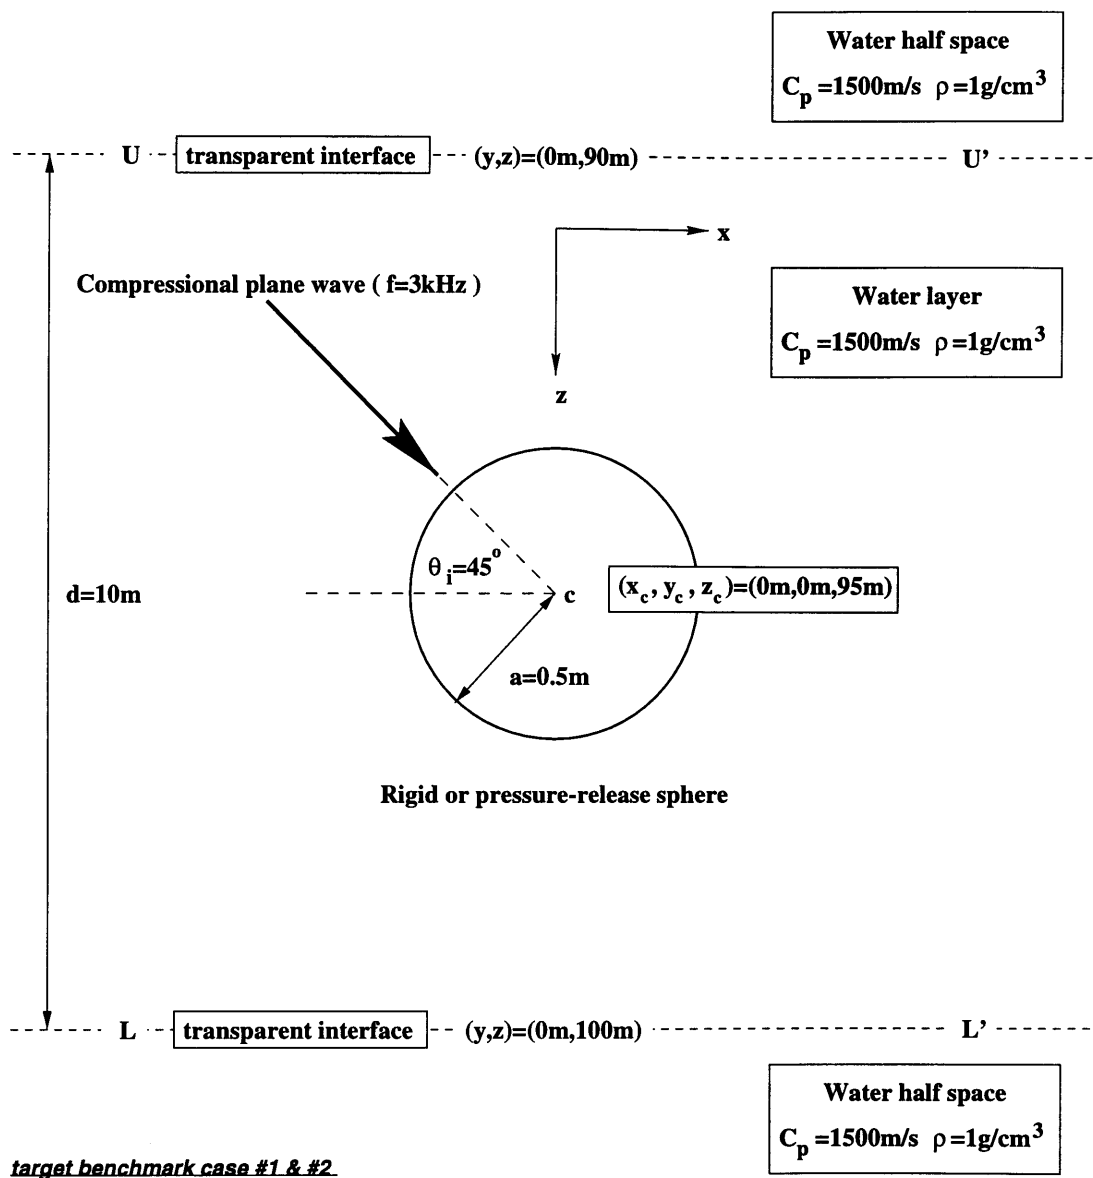 Water half space
C_p =1500m/s ρ=1g/cm^3
U transparent interface (y,z)=(0m,90m) U'
x
Compressional plane wave ( f=3kHz )
Water layer
C_p =1500m/s ρ=1g/cm^3
z
θ_i=45°
d=10m
c (x_c, y_c, z_c)=(0m,0m,95m)
a=0.5m
Rigid or pressure-release sphere
L transparent interface (y,z)=(0m,100m) L'
Water half space
C_p =1500m/s ρ=1g/cm^3
target benchmark case #1 & #2